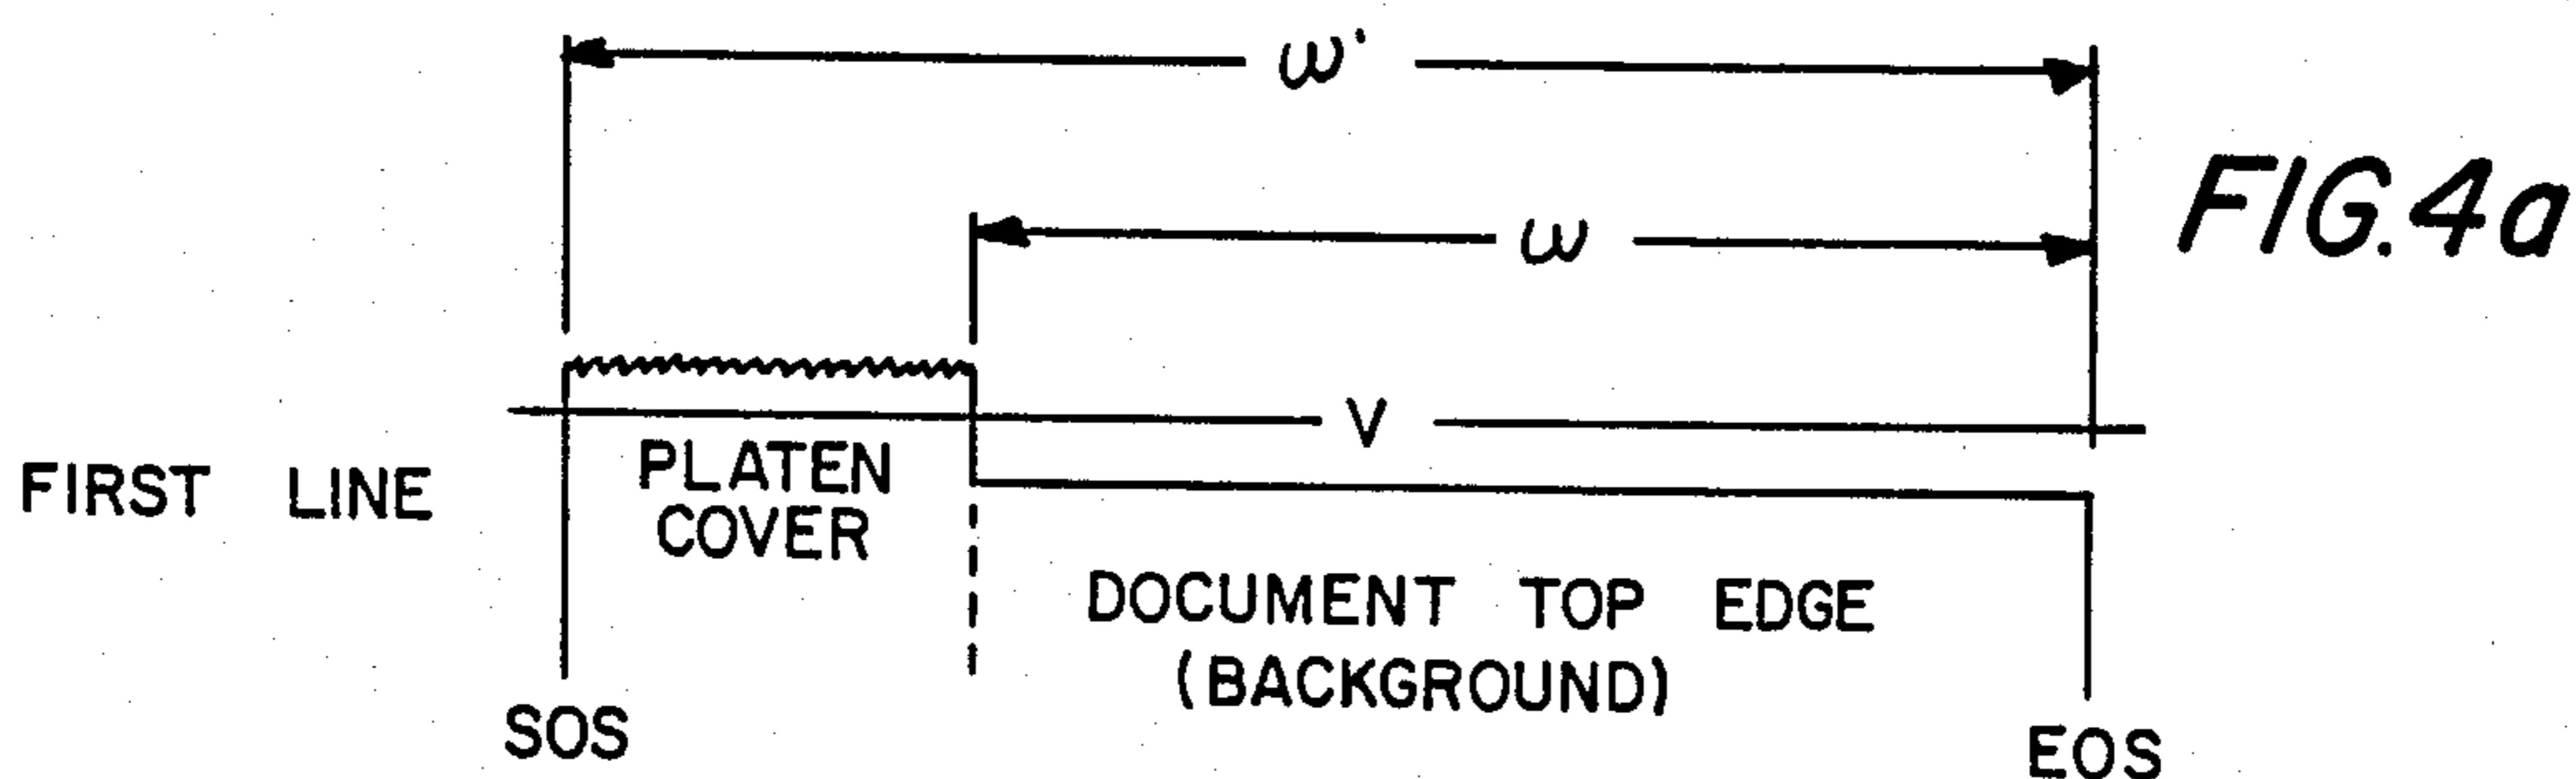 ω'
FIG. 4a
ω
V
FIRST LINE
PLATEN
COVER
DOCUMENT TOP EDGE
(BACKGROUND)
SOS
EOS